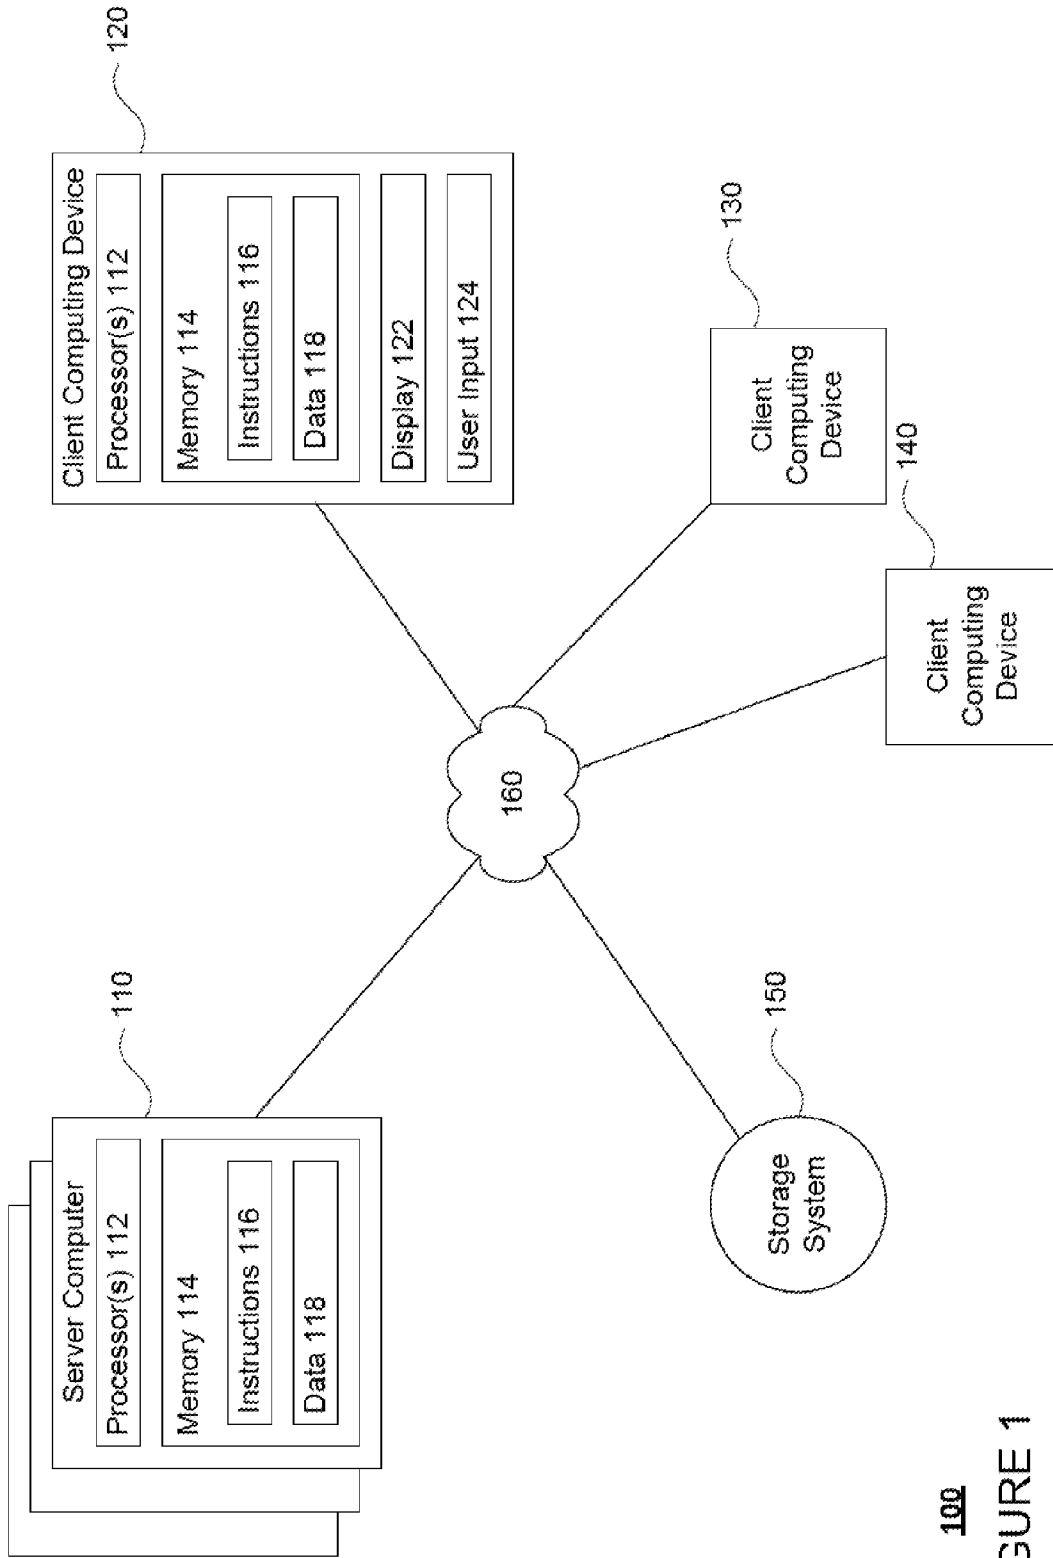 Server Computer
Processor(s) 112
Memory 114
Instructions 116
Data 118
110
Client Computing Device
Processor(s) 112
Memory 114
Instructions 116
Data 118
Display 122
User Input 124
120
160
Storage
System
150
Client
Computing
Device
140
Client
Computing
Device
130
100
GURE 1